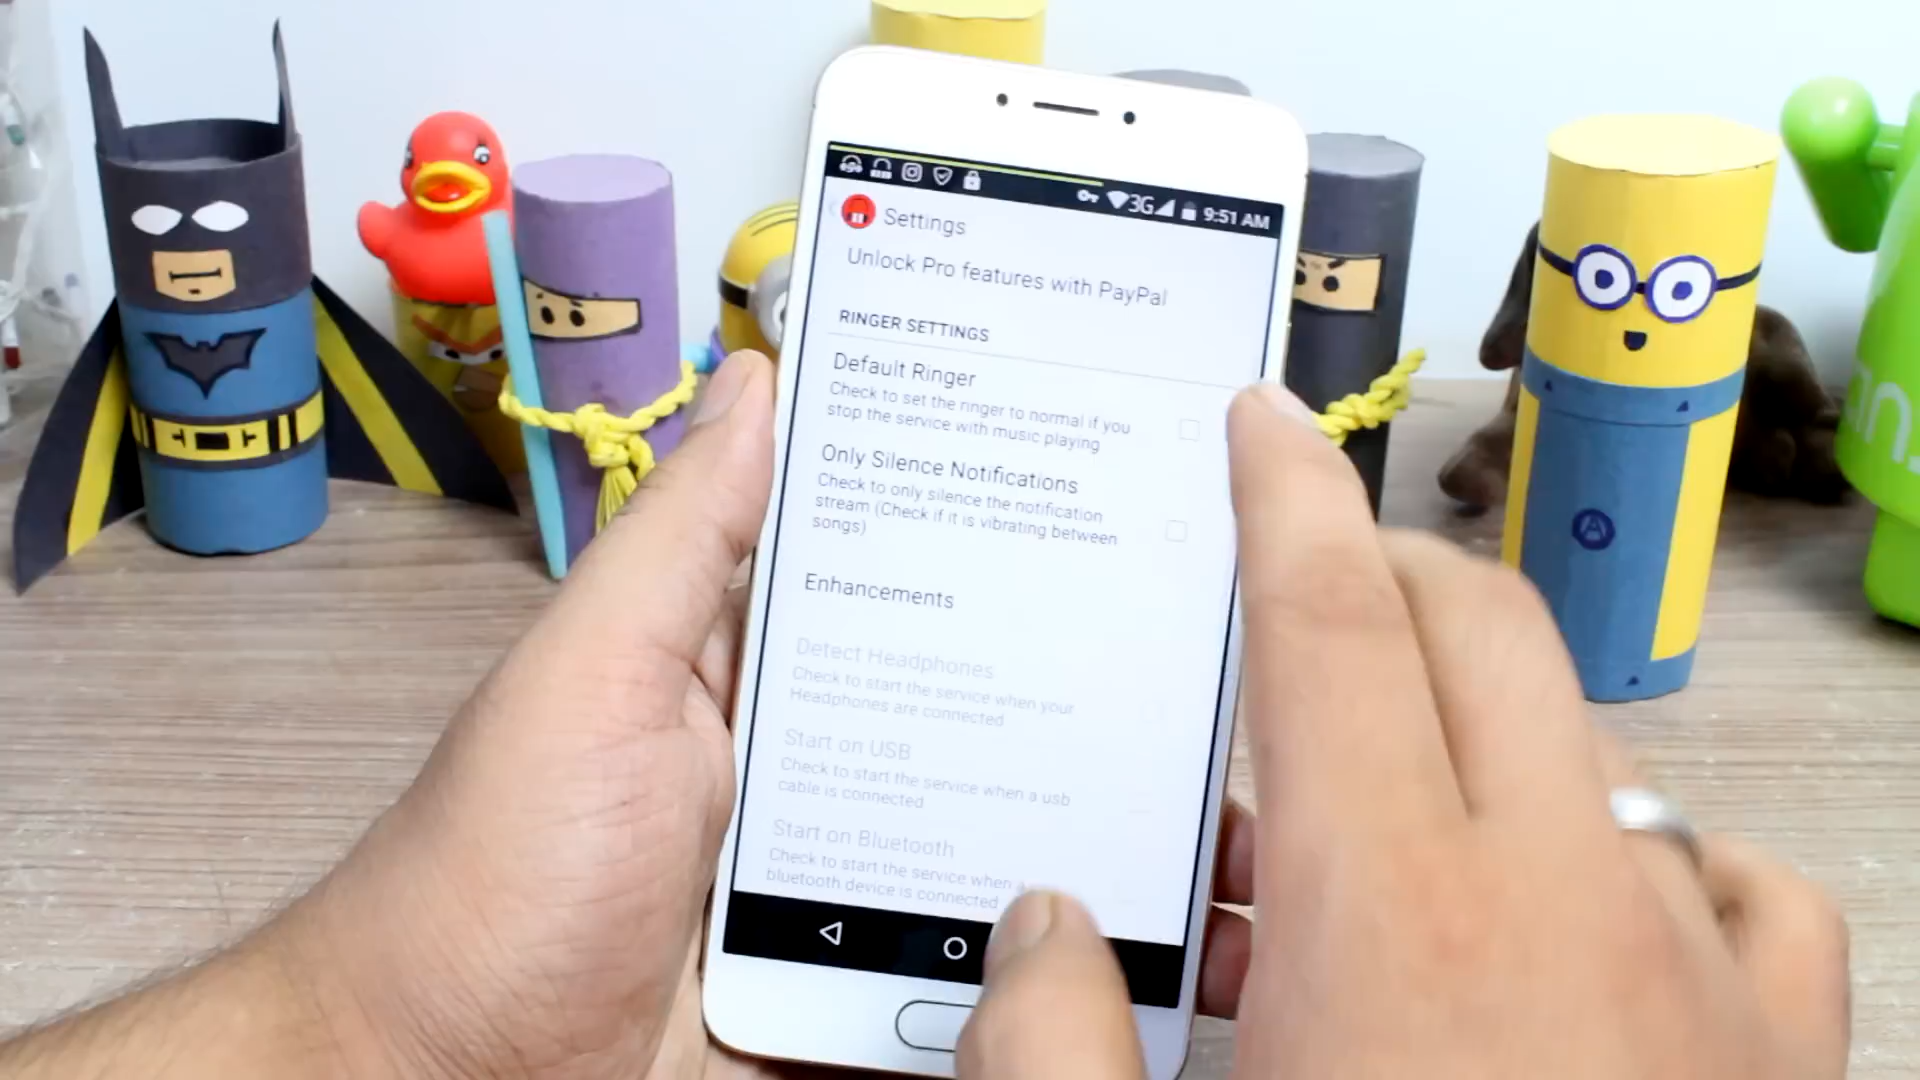 3G 9:51 AM
Settings
Unlock Pro features with PayPal
RINGER SETTINGS
Default Ringer
Check to set the ringer to normal if you
stop the service with music playing
Only Silence Notifications
Check to only silence the notification
stream (Check if it is vibrating between
songs)
Enhancements
Detect Headphones
Check to start the service when your
Headphones are connected
Start on USB
Check to start the service when a usb
cable is connected
Start on Bluetooth
Check to start the service when a
bluetooth device is connected